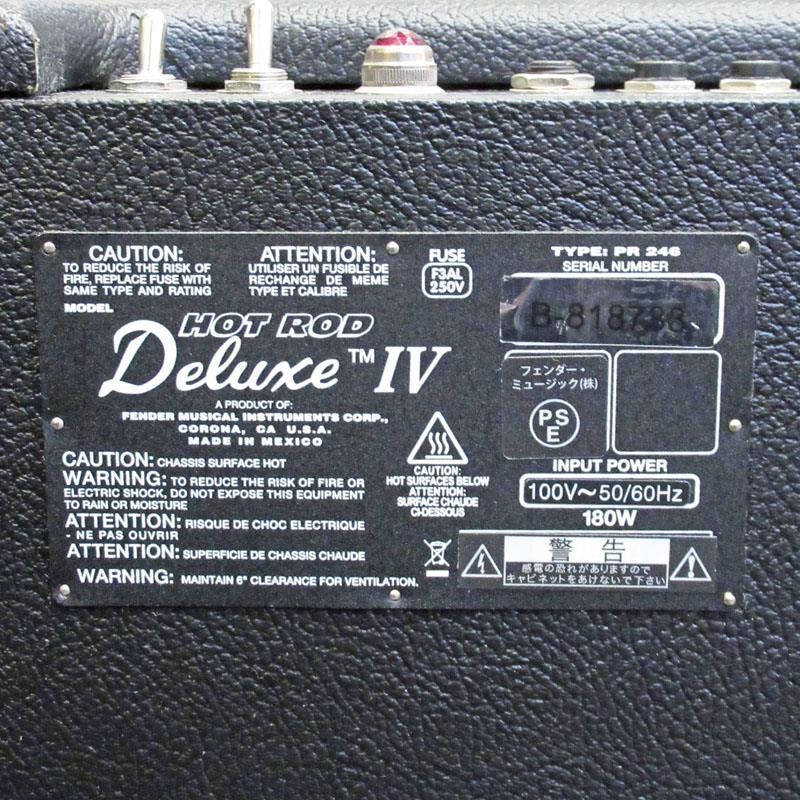 CAUTION:
TO REDUCE THE RISK OF
FIRE, REPLACE FUSE WITH
SAME TYPE AND RATING
ATTENTION:
UTILISER UN FUSIBLE DE
RECHANGE DE MEME
TYPE ET CALIBRE
FUSE
F3AL
250V
TYPE: PR 246
SERIAL NUMBER
B-818736
MODEL
HOT ROD
Deluxe™ IV
A PRODUCT OF:
FENDER MUSICAL INSTRUMENTS CORP.,
CORONA, CA U.S.A.
MADE IN MEXICO
フェンダー・
ミュージック(株)
PS
E
CAUTION: CHASSIS SURFACE HOT
WARNING: TO REDUCE THE RISK OF FIRE OR
ELECTRIC SHOCK, DO NOT EXPOSE THIS EQUIPMENT
TO RAIN OR MOISTURE
ATTENTION: RISQUE DE CHOC ELECTRIQUE
- NE PAS OUVRIR
ATTENTION: SUPERFICIE DE CHASSIS CHAUDE
WARNING: MAINTAIN 6" CLEARANCE FOR VENTILATION.
CAUTION:
HOT SURFACES BELOW
ATTENTION:
SURFACE CHAUDE
CI-DESSOUS
INPUT POWER
100V~50/60Hz
180W
警告
感電の恐れがありますので
キャビネットをあけないで下さい